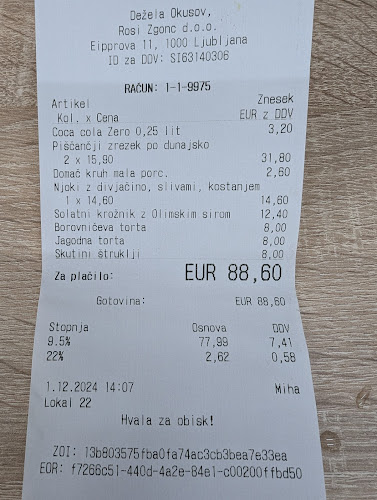 Dežela Okusov,
Rosi Zgonc d.o.o.
Eipprova 11, 1000 Ljubljana
ID za DDV: SI63140306
RAČUN: 1-1-9975
Artikel Znesek
Kol. x Cena EUR z DDV
Coca cola Zero 0,25 lit 3,20
Piščančji zrezek po dunajsko
2 x 15,90 31,80
Domač kruh mala porc. 2,60
Njoki z divjačino, slivami, kostanjem
1 x 14,60 14,60
Solatni krožnik z Olimskim sirom 12,40
Borovničeva torta 8,00
Jagodna torta 8,00
Skutini štruklji 8,00
Za plačilo: EUR 88,60
Gotovina: EUR 88,60
Stopnja Osnova DDV
9.5% 77,99 7,41
22% 2,62 0,58
1.12.2024 14:07 Miha
Lokal 22
Hvala za obisk!
ZOI: 13b803575fba0fa74ac3cb3bea7e33ea
EOR: f7266c51-440d-4a2e-84e1-c00200ffbd50